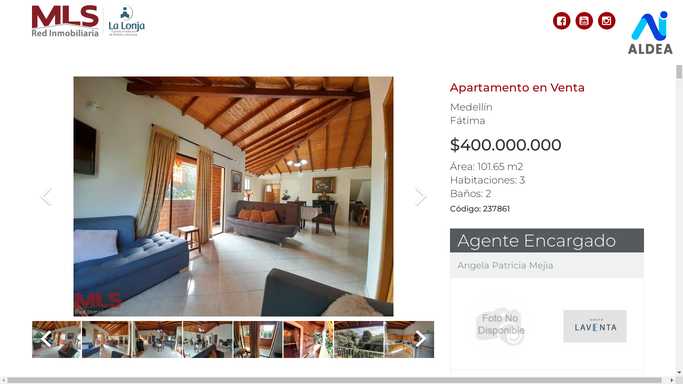 MLS
Red Inmobiliaria
La Lonja
ALDEA
Apartamento en Venta
Medellín
Fátima
$400.000.000
Área: 101.65 m2
Habitaciones: 3
Baños: 2
Código: 237861
Agente Encargado
Angela Patricia Mejia
Foto No
Disponible
LAVENTA
MLS